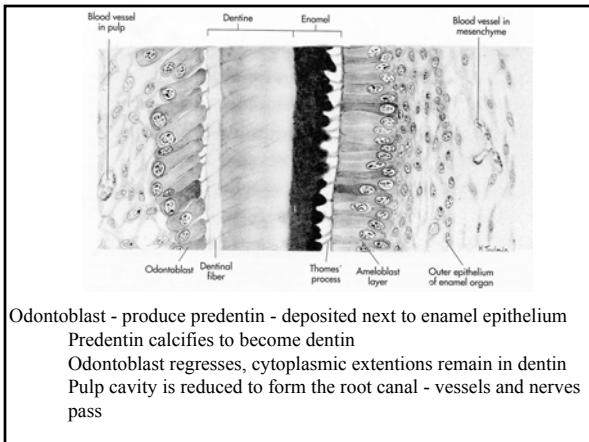 Blood vessel
in pulp
Dentine
Enamel
Blood vessel in
mesenchyme
Odontoblast
Dentinal
fiber
Thomes'
process
Ameloblast
layer
Outer epithelium
of enamel organ
Odontoblast - produce predentin - deposited next to enamel epithelium
Predentin calcifies to become dentin
Odontoblast regresses, cytoplasmic extentions remain in dentin
Pulp cavity is reduced to form the root canal - vessels and nerves
pass